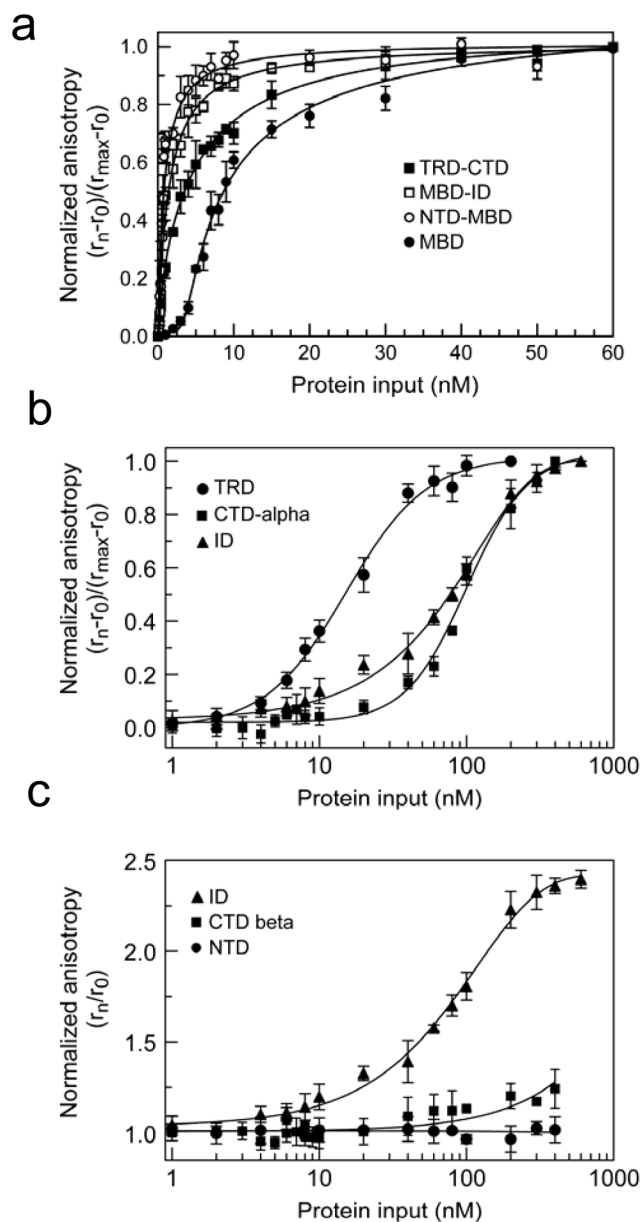 a
Normalized anisotropy
(rn-r0)/(rmax-r0)
1.0
0.8
0.6
0.4
0.2
0.0
TRD-CTD
MBD-ID
NTD-MBD
MBD
0 10 20 30 40 50 60
Protein input (nM)
b
Normalized anisotropy
(rn-r0)/(rmax-r0)
1.0
0.8
0.6
0.4
0.2
0.0
TRD
CTD-alpha
ID
1 10 100 1000
Protein input (nM)
c
Normalized anisotropy
(rn/r0)
2.5
2.0
1.5
1.0
ID
CTD beta
NTD
1 10 100 1000
Protein input (nM)